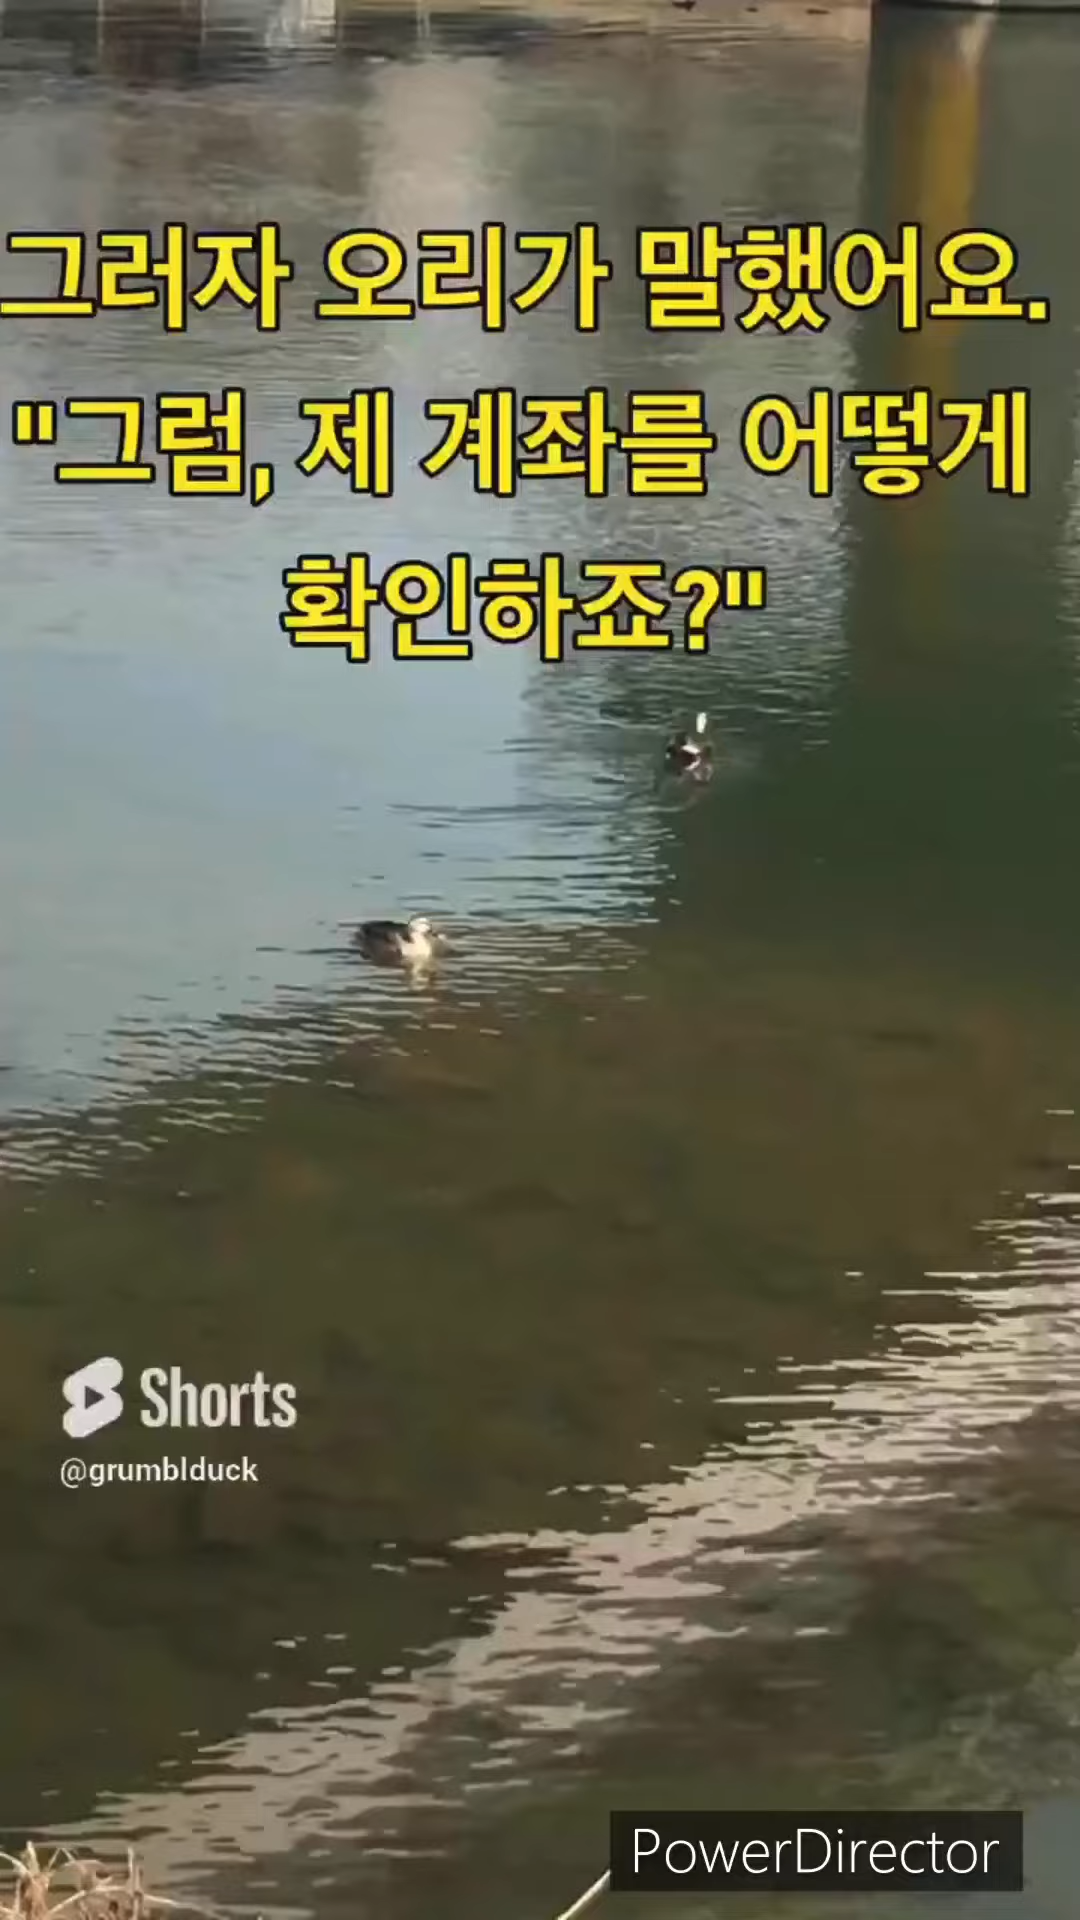 그러자 오리가 말했어요.
"그럼, 제 계좌를 어떻게
확인하죠?"
Shorts
@grumblduck
PowerDirector